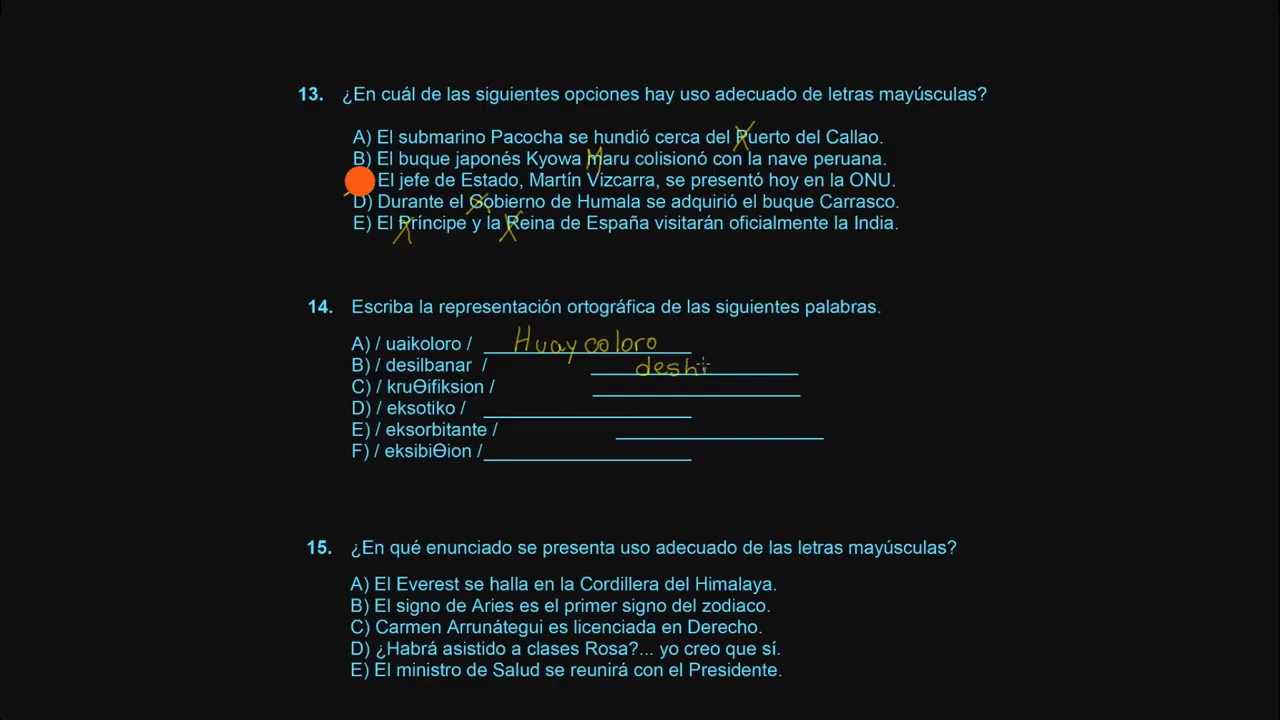 13. ¿En cuál de las siguientes opciones hay uso adecuado de letras mayúsculas?
A) El submarino Pacocha se hundió cerca del Puerto del Callao.
B) El buque japonés Kyowa maru colisionó con la nave peruana.
El jefe de Estado, Martín Vizcarra, se presentó hoy en la ONU.
D) Durante el Gobierno de Humala se adquirió el buque Carrasco.
E) El Príncipe y la Reina de España visitarán oficialmente la India.
14. Escriba la representación ortográfica de las siguientes palabras.
A) / uaikoloro / Huaycoloro
B) / desilbanar / desh
C) / kruƟifiksion /
D) / eksotiko /
E) / eksorbitante /
F) / eksibiƟion /
15. ¿En qué enunciado se presenta uso adecuado de las letras mayúsculas?
A) El Everest se halla en la Cordillera del Himalaya.
B) El signo de Aries es el primer signo del zodiaco.
C) Carmen Arrunátegui es licenciada en Derecho.
D) ¿Habrá asistido a clases Rosa?... yo creo que sí.
E) El ministro de Salud se reunirá con el Presidente.